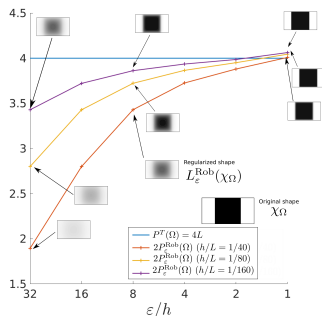 4.5
4
3.5
3
2.5
2
1.5
32 16 8 4 2 1
ε/h
Regularized shape
L_ε^Rob(χ_Ω)
Original shape
χ_Ω
P^T(Ω) = 4L
2P_ε^Rob(Ω) (h/L = 1/40)
2P_ε^Rob(Ω) (h/L = 1/80)
2P_ε^Rob(Ω) (h/L = 1/160)